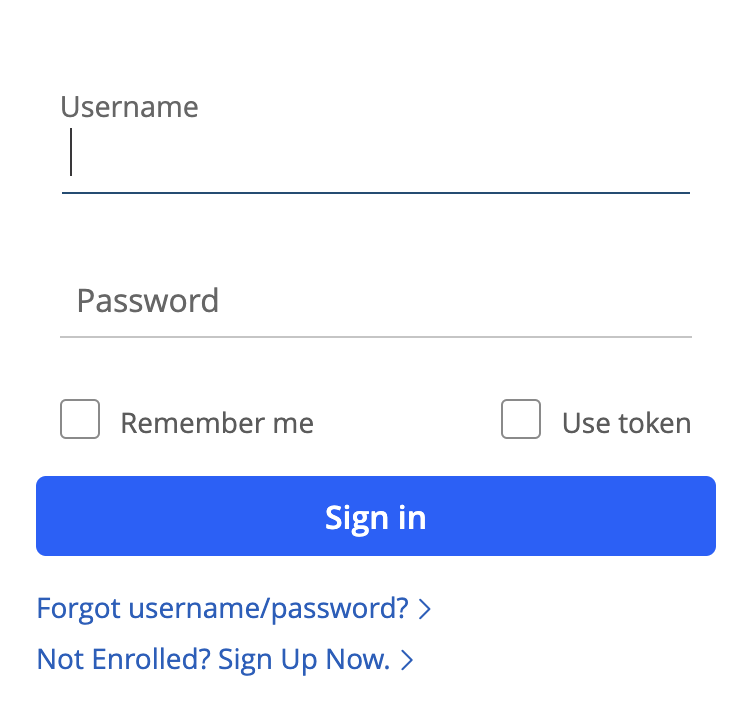 Username
Password
Remember me
Use token
Sign in
Forgot username/password?
Not Enrolled? Sign Up Now.